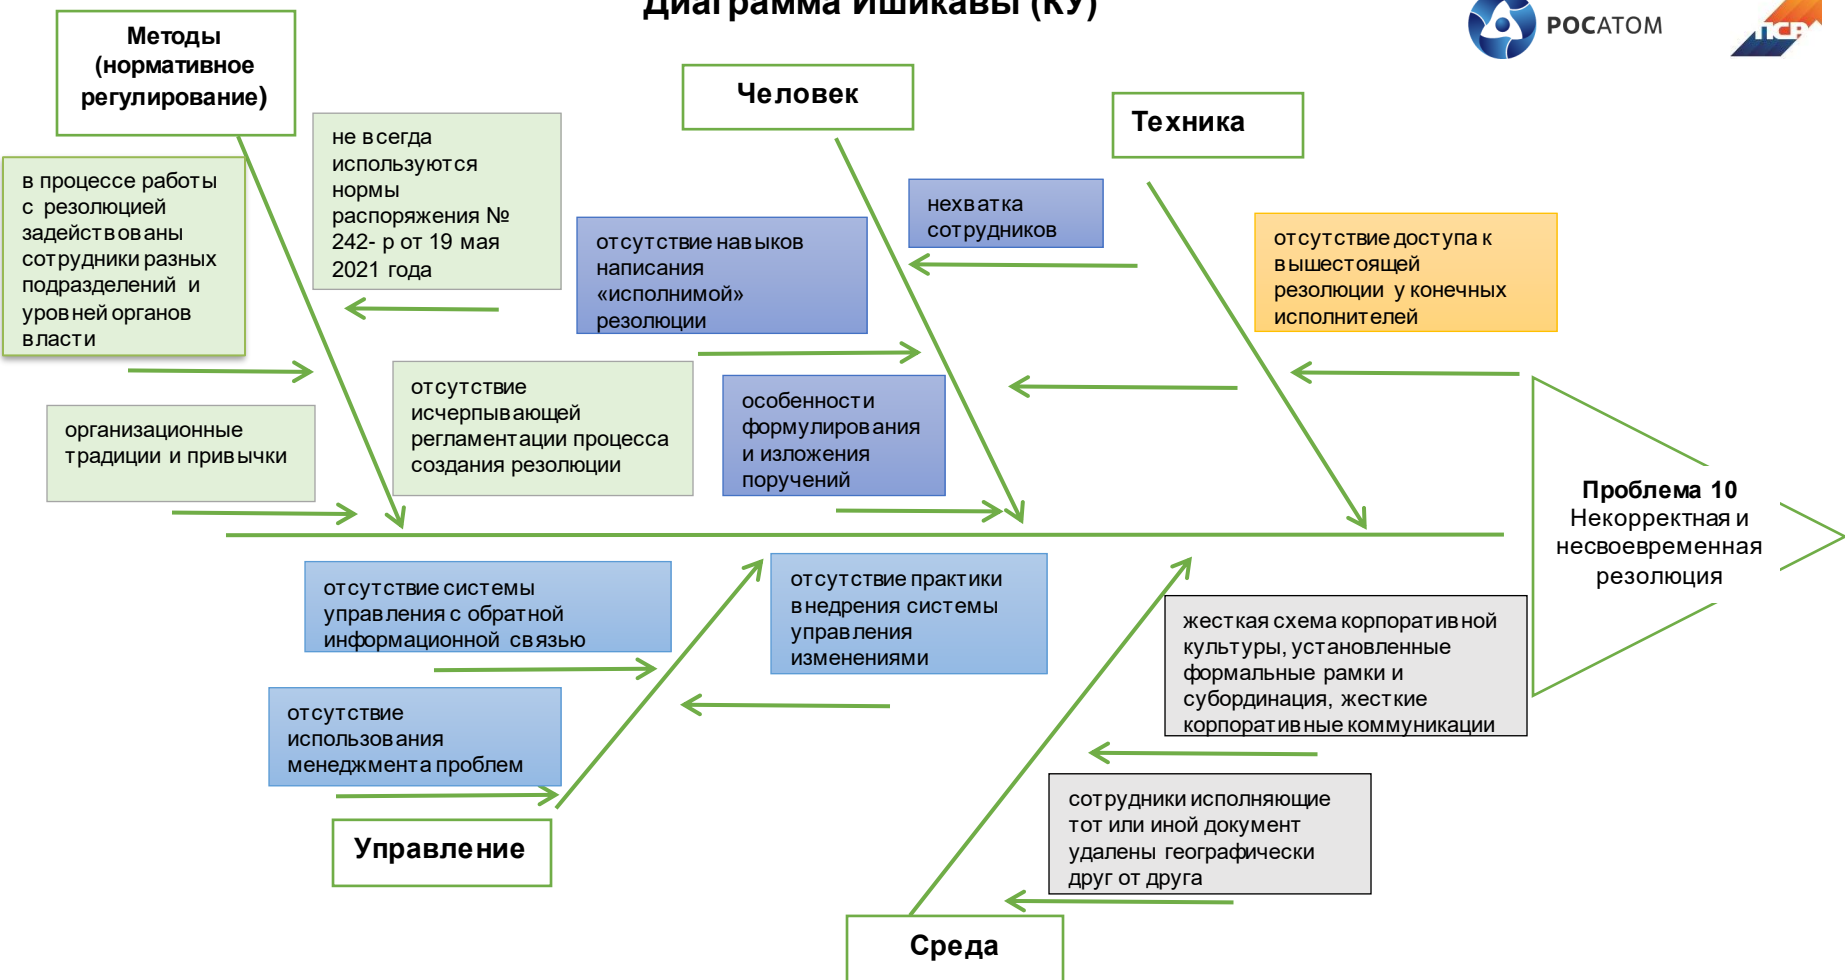 Диаграмма Ишикавы (КУ)
РОСАТОМ
ПСР
Методы
(нормативное
регулирование)
Человек
Техника
не всегда
используются
нормы
распоряжения №
242- р от 19 мая
2021 года
в процессе работы
с резолюцией
задействованы
сотрудники разных
подразделений и
уровней органов
власти
нехватка
сотрудников
отсутствие навыков
написания
«исполнимой»
резолюции
отсутствие доступа к
вышестоящей
резолюции у конечных
исполнителей
отсутствие
исчерпывающей
регламентации процесса
создания резолюции
особенности
формулирования
и изложения
поручений
организационные
традиции и привычки
Проблема 10
Некорректная и
несвоевременная
резолюция
отсутствие системы
управления с обратной
информационной связью
отсутствие практики
внедрения системы
управления
изменениями
жесткая схема корпоративной
культуры, установленные
формальные рамки и
субординация, жесткие
корпоративные коммуникации
отсутствие
использования
менеджмента проблем
сотрудники исполняющие
тот или иной документ
удалены географически
друг от друга
Управление
Среда